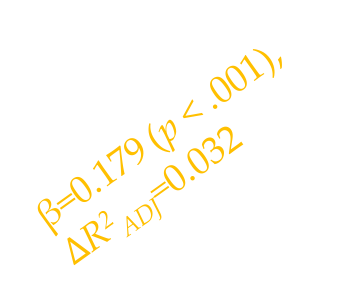 β=0.179 (p < .001),
ΔR² ADJ=0.032